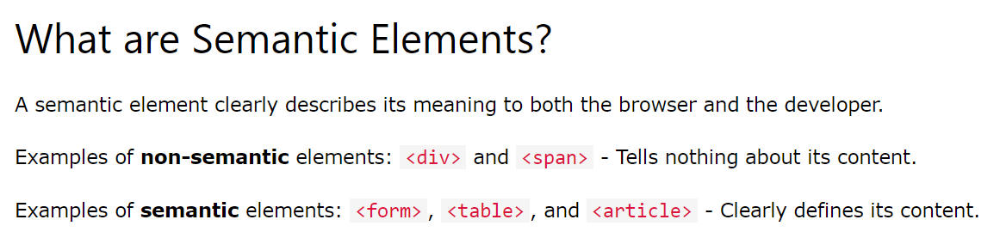 What are Semantic Elements?
A semantic element clearly describes its meaning to both the browser and the developer.
Examples of non-semantic elements: <div> and <span> - Tells nothing about its content.
Examples of semantic elements: <form>, <table>, and <article> - Clearly defines its content.